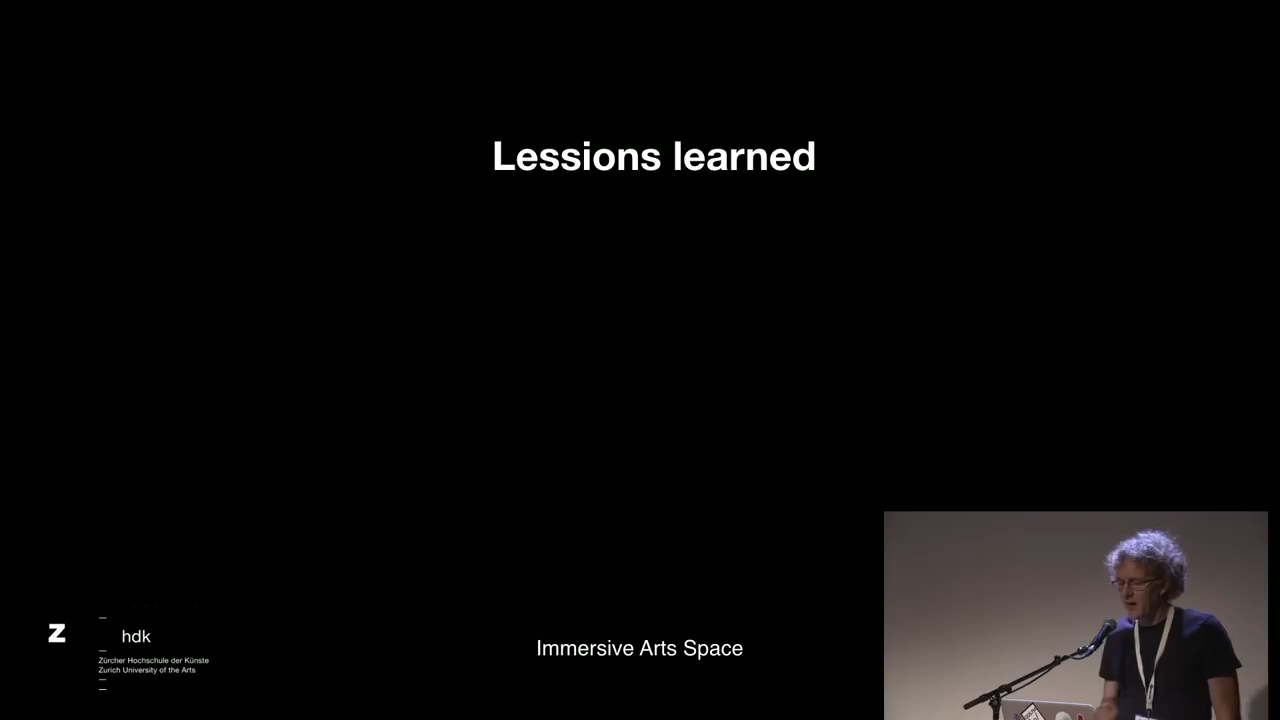 Lessions learned
z
hdk
Zürcher Hochschule der Künste
Zurich University of the Arts
Immersive Arts Space